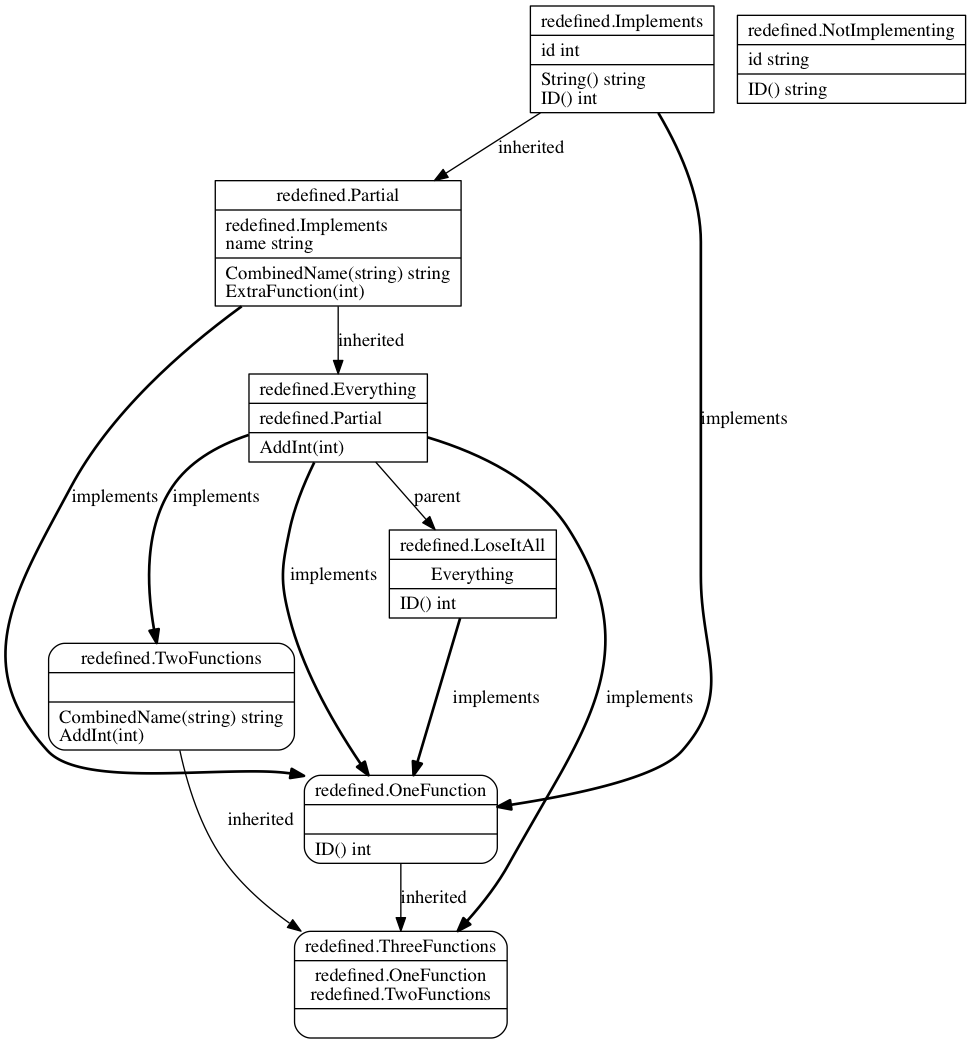 redefined.Implements
id int
String() string
ID() int
redefined.NotImplementing
id string
ID() string
inherited
redefined.Partial
redefined.Implements
name string
CombinedName(string) string
ExtraFunction(int)
inherited
redefined.Everything
redefined.Partial
AddInt(int)
implements
implements
implements
parent
redefined.LoseItAll
Everything
ID() int
implements
redefined.TwoFunctions
CombinedName(string) string
AddInt(int)
implements
implements
redefined.OneFunction
ID() int
inherited
inherited
redefined.ThreeFunctions
redefined.OneFunction
redefined.TwoFunctions